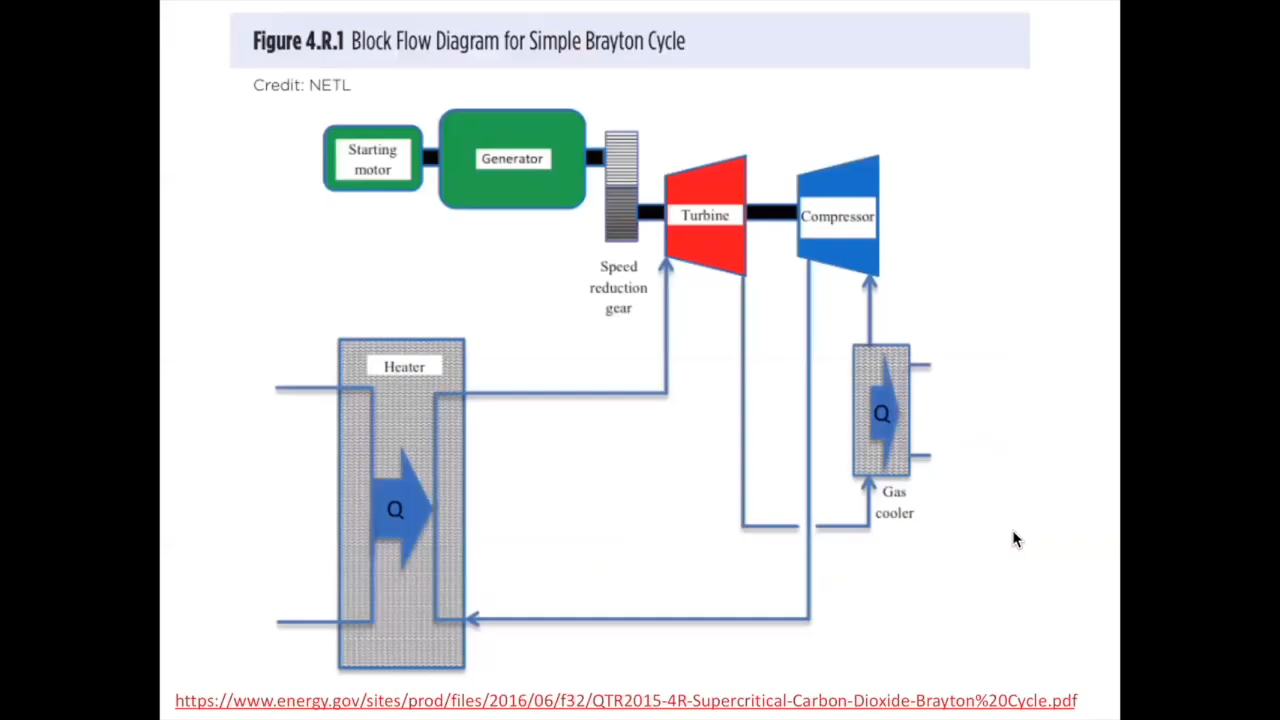 Figure 4.R.1 Block Flow Diagram for Simple Brayton Cycle
Credit: NETL
Starting
motor
Generator
Turbine
Compressor
Speed
reduction
gear
Heater
Q
Q
Gas
cooler
https://www.energy.gov/sites/prod/files/2016/06/f32/QTR2015-4R-Supercritical-Carbon-Dioxide-Brayton%20Cycle.pdf